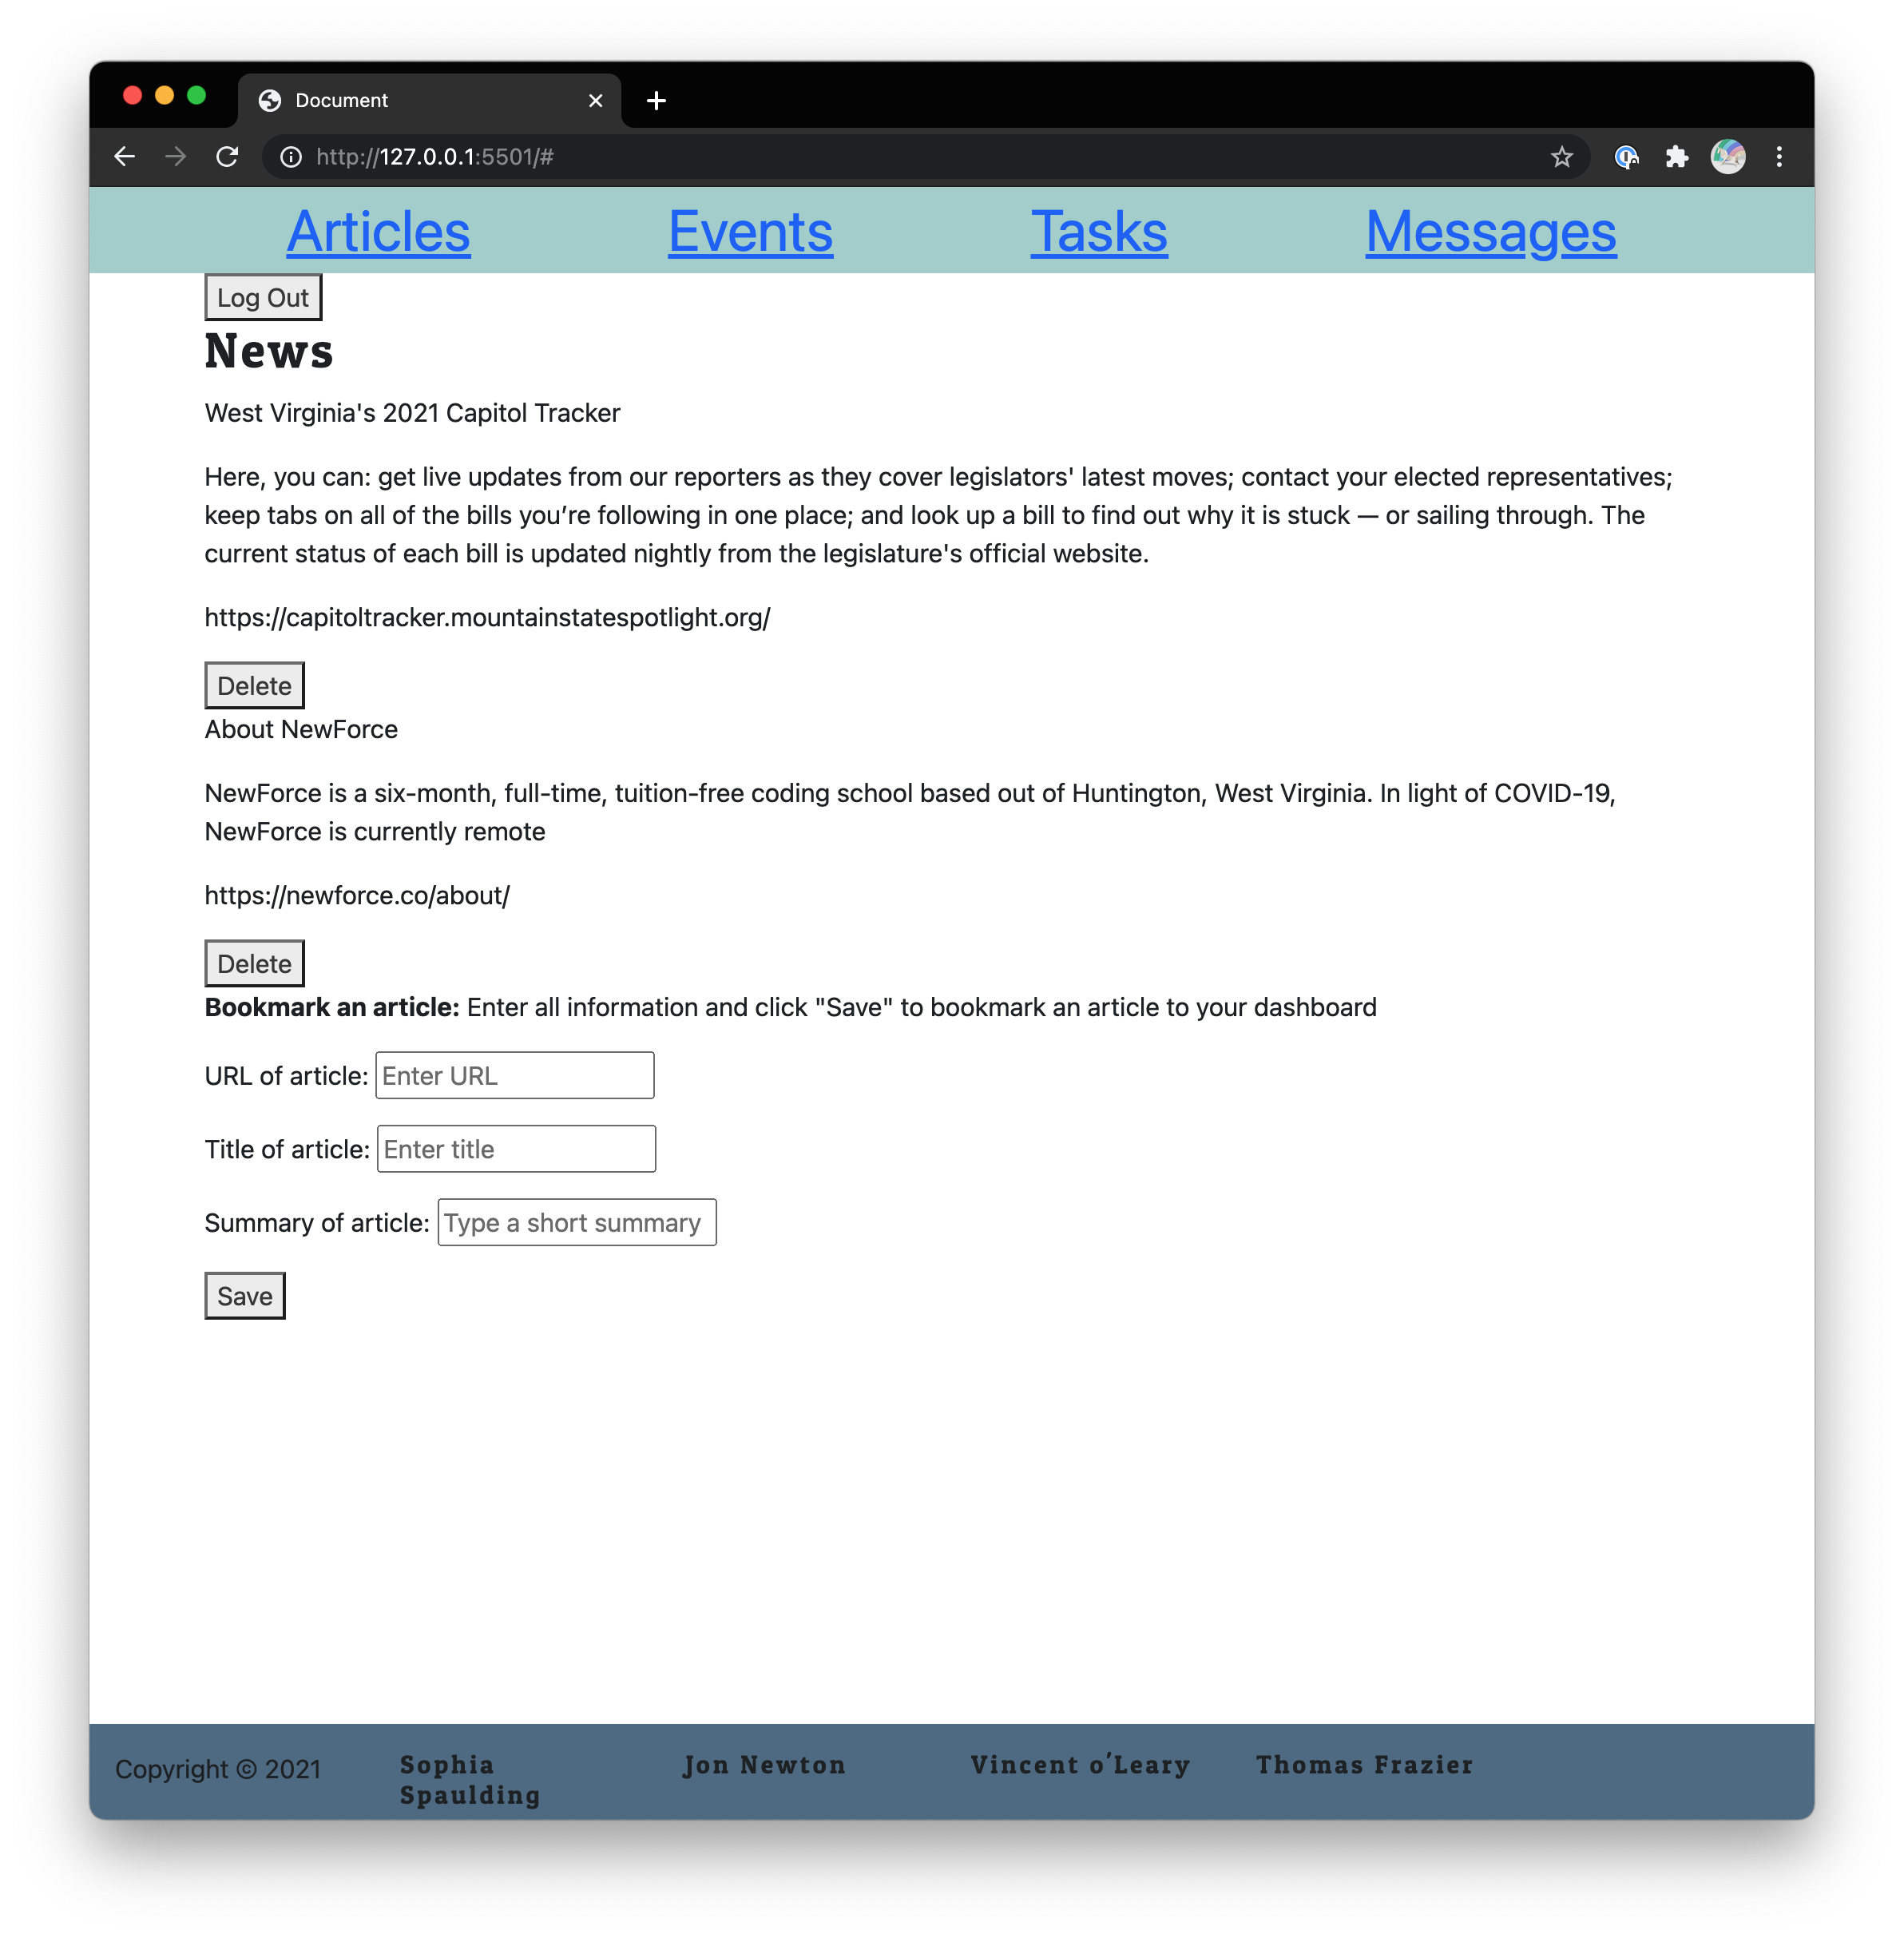 Document
http://127.0.0.1:5501/#
Articles Events Tasks Messages
Log Out
News
West Virginia's 2021 Capitol Tracker
Here, you can: get live updates from our reporters as they cover legislators' latest moves; contact your elected representatives;
keep tabs on all of the bills you’re following in one place; and look up a bill to find out why it is stuck — or sailing through. The
current status of each bill is updated nightly from the legislature's official website.
https://capitoltracker.mountainstatespotlight.org/
Delete
About NewForce
NewForce is a six-month, full-time, tuition-free coding school based out of Huntington, West Virginia. In light of COVID-19,
NewForce is currently remote
https://newforce.co/about/
Delete
Bookmark an article: Enter all information and click "Save" to bookmark an article to your dashboard
URL of article: Enter URL
Title of article: Enter title
Summary of article: Type a short summary
Save
Copyright © 2021 Sophia Jon Newton Vincent o'Leary Thomas Frazier
Spaulding